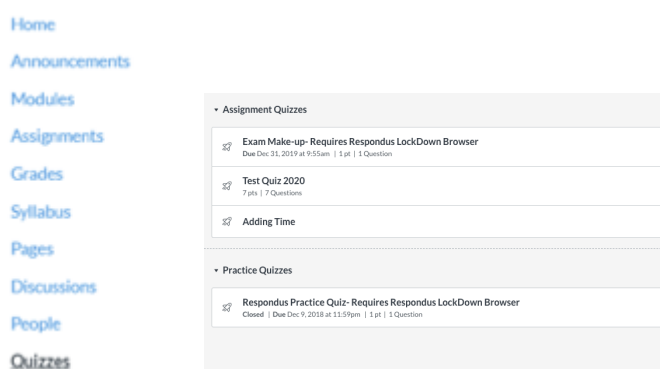 Home
Announcements
Modules
Assignments
Grades
Syllabus
Pages
Discussions
People
Quizzes
Assignment Quizzes
Exam Make-up- Requires Respondus LockDown Browser
Due Dec 31, 2019 at 9:55am | 1 pt | 1 Question
Test Quiz 2020
7 pts | 7 Questions
Adding Time
Practice Quizzes
Respondus Practice Quiz- Requires Respondus LockDown Browser
Closed | Due Dec 9, 2018 at 11:59pm | 1 pt | 1 Question